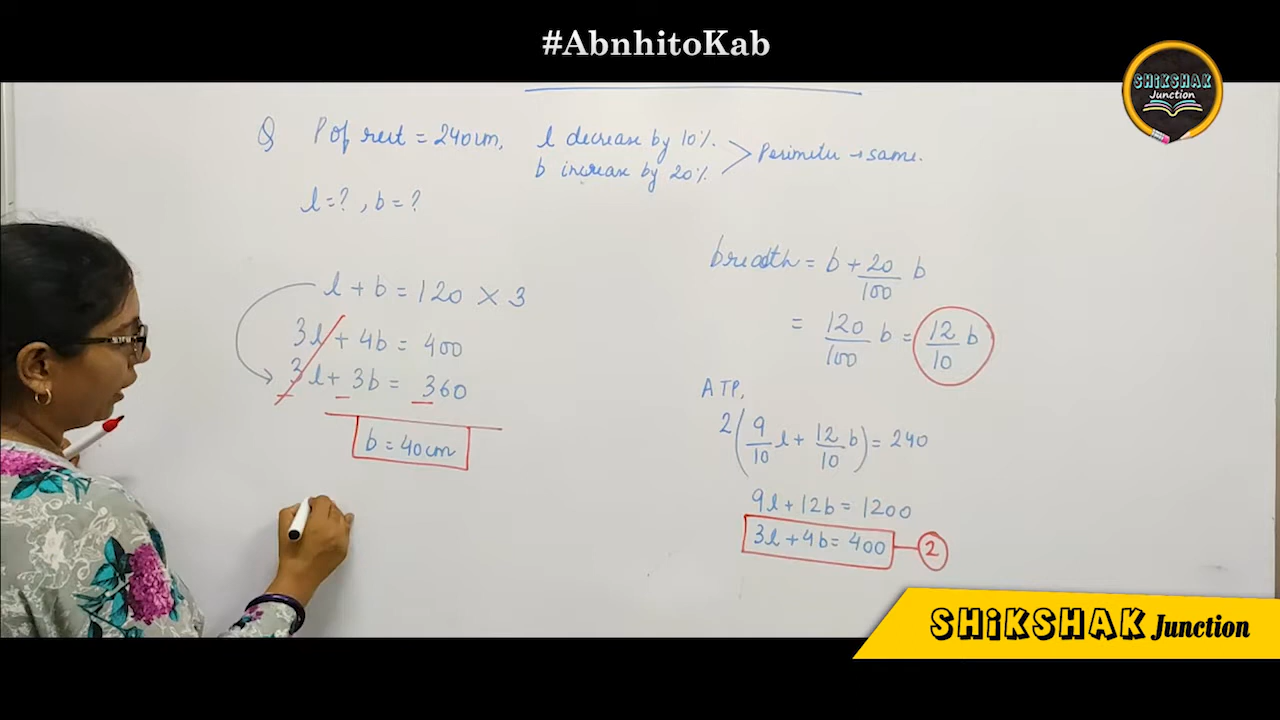 #AbnhitoKab
SHiKSHAK
Junction
Q P of rect = 240cm, l decrease by 10%.
b increase by 20% > Perimeter → same.
l = ? , b = ?
l + b = 120 × 3
3l + 4b = 400
3l + 3b = 360
b = 40cm
breadth = b + 20/100 b
= 120/100 b = 12/10 b
ATP,
2(9/10 l + 12/10 b) = 240
9l + 12b = 1200
3l + 4b = 400 — 2
SHiKSHAK Junction